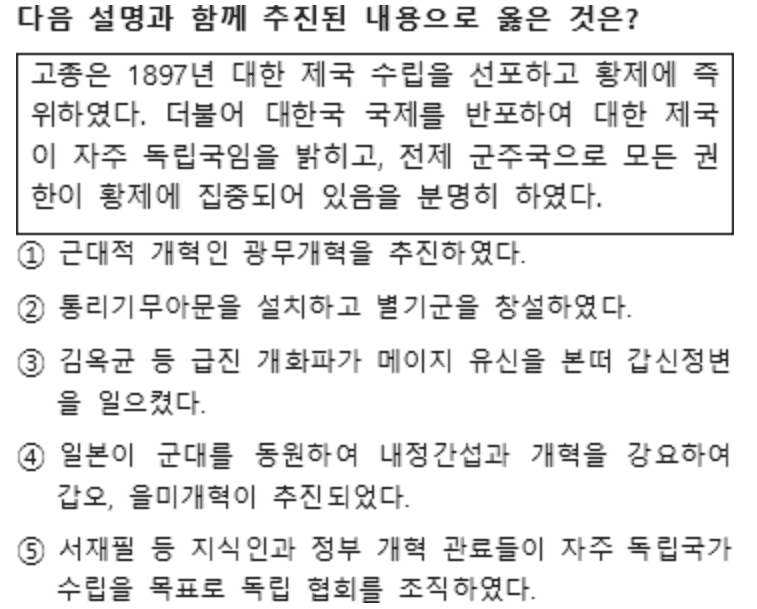 다음 설명과 함께 추진된 내용으로 옳은 것은?
고종은 1897년 대한 제국 수립을 선포하고 황제에 즉
위하였다. 더불어 대한국 국제를 반포하여 대한 제국
이 자주 독립국임을 밝히고, 전제 군주국으로 모든 권
한이 황제에 집중되어 있음을 분명히 하였다.
① 근대적 개혁인 광무개혁을 추진하였다.
② 통리기무아문을 설치하고 별기군을 창설하였다.
③ 김옥균 등 급진 개화파가 메이지 유신을 본떠 갑신정변
을 일으켰다.
④ 일본이 군대를 동원하여 내정간섭과 개혁을 강요하여
갑오, 을미개혁이 추진되었다.
⑤ 서재필 등 지식인과 정부 개혁 관료들이 자주 독립국가
수립을 목표로 독립 협회를 조직하였다.